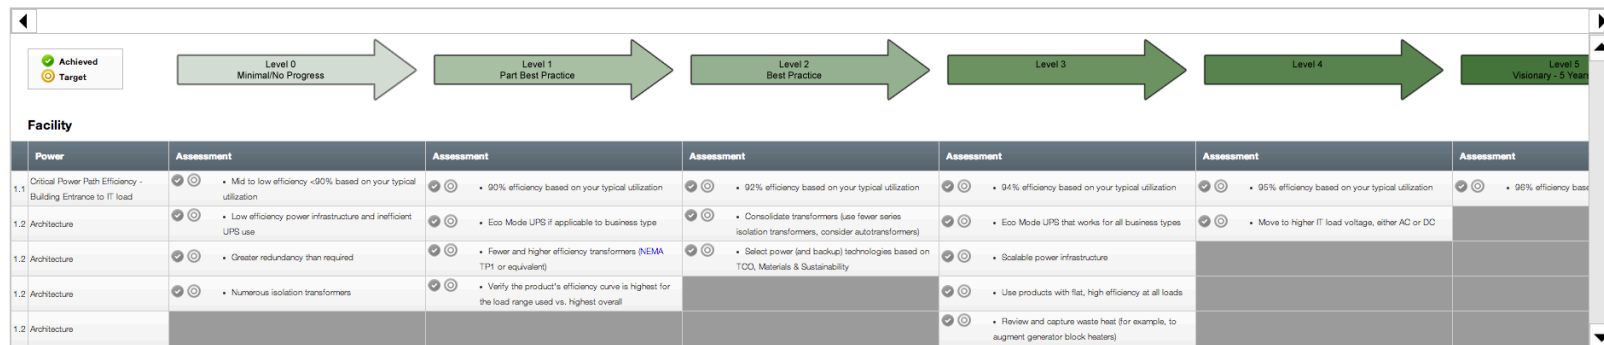 Achieved
Target
Level 0
Minimal/No Progress
Level 1
Part Best Practice
Level 2
Best Practice
Level 3
Level 4
Level 5
Visionary - 5 Years
Facility
Power
Assessment
Assessment
Assessment
Assessment
Assessment
Assessment
1.1
Critical Power Path Efficiency -
Building Entrance to IT load
• Mid to low efficiency <90% based on your typical
utilization
• 90% efficiency based on your typical utilization
• 92% efficiency based on your typical utilization
• 94% efficiency based on your typical utilization
• 95% efficiency based on your typical utilization
• 96% efficiency base
1.2 Architecture
• Low efficiency power infrastructure and inefficient
UPS use
• Eco Mode UPS if applicable to business type
• Consolidate transformers (use fewer series
isolation transformers, consider autotransformers)
• Eco Mode UPS that works for all business types
• Move to higher IT load voltage, either AC or DC
1.2 Architecture
• Greater redundancy than required
• Fewer and higher efficiency transformers (NEMA
TP1 or equivalent)
• Select power (and backup) technologies based on
TCO, Materials & Sustainability
• Scalable power infrastructure
1.2 Architecture
• Numerous isolation transformers
• Verify the product's efficiency curve is highest for
the load range used vs. highest overall
• Use products with flat, high efficiency at all loads
1.2 Architecture
• Review and capture waste heat (for example, to
augment generator block heaters)